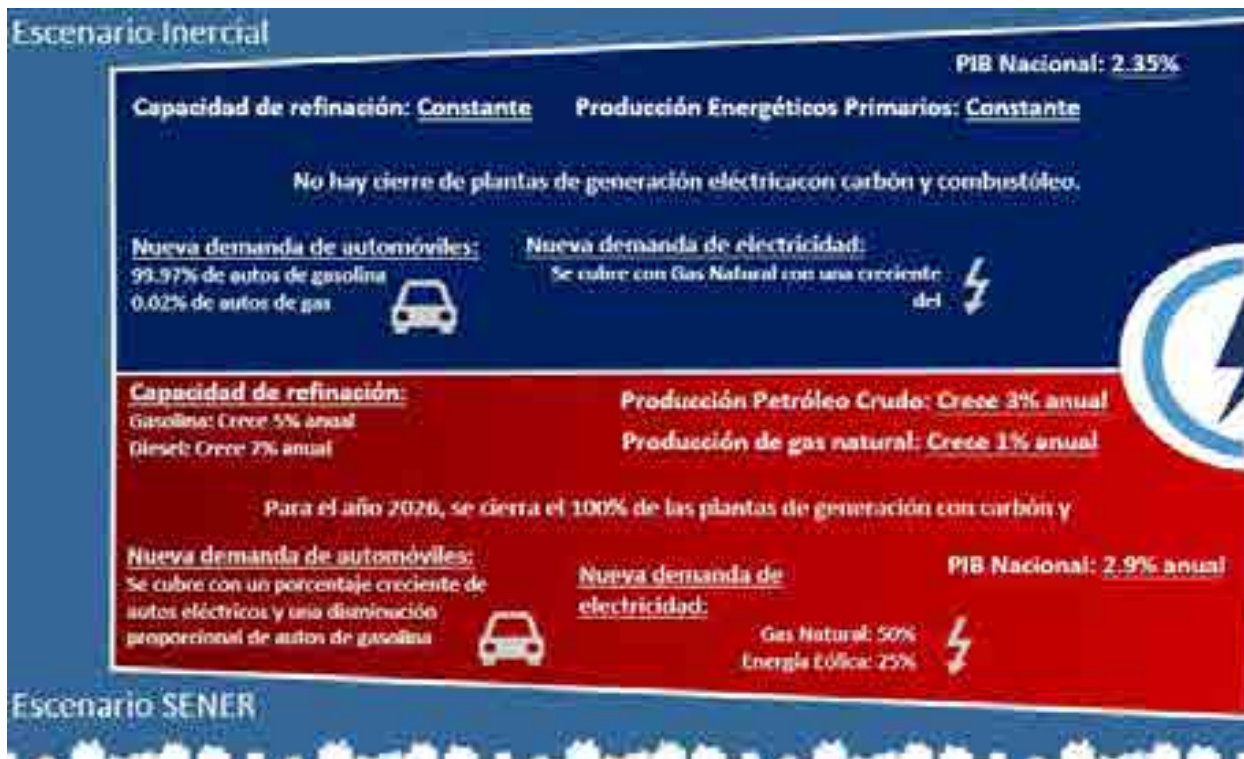 Escenario Inercial
PIB Nacional: 2.35%
Capacidad de refinación: Constante
Producción Energéticos Primarios: Constante
No hay cierre de plantas de generación eléctricacon carbón y combustóleo.
Nueva demanda de automóviles:
99.97% de autos de gasolina
0.02% de autos de gas
Nueva demanda de electricidad:
Se cubre con Gas Natural con una creciente
del
Capacidad de refinación:
Gasolina: Crece 5% anual
Diesel: Crece 7% anual
Producción Petróleo Crudo: Crece 3% anual
Producción de gas natural: Crece 1% anual
Para el año 2026, se cierra el 100% de las plantas de generación con carbón y
Nueva demanda de automóviles:
Se cubre con un porcentaje creciente de
autos eléctricos y una disminución
proporcional de autos de gasolina
Nueva demanda de
electricidad:
Gas Natural: 50%
Energía Eólica: 25%
PIB Nacional: 2.9% anual
Escenario SENER